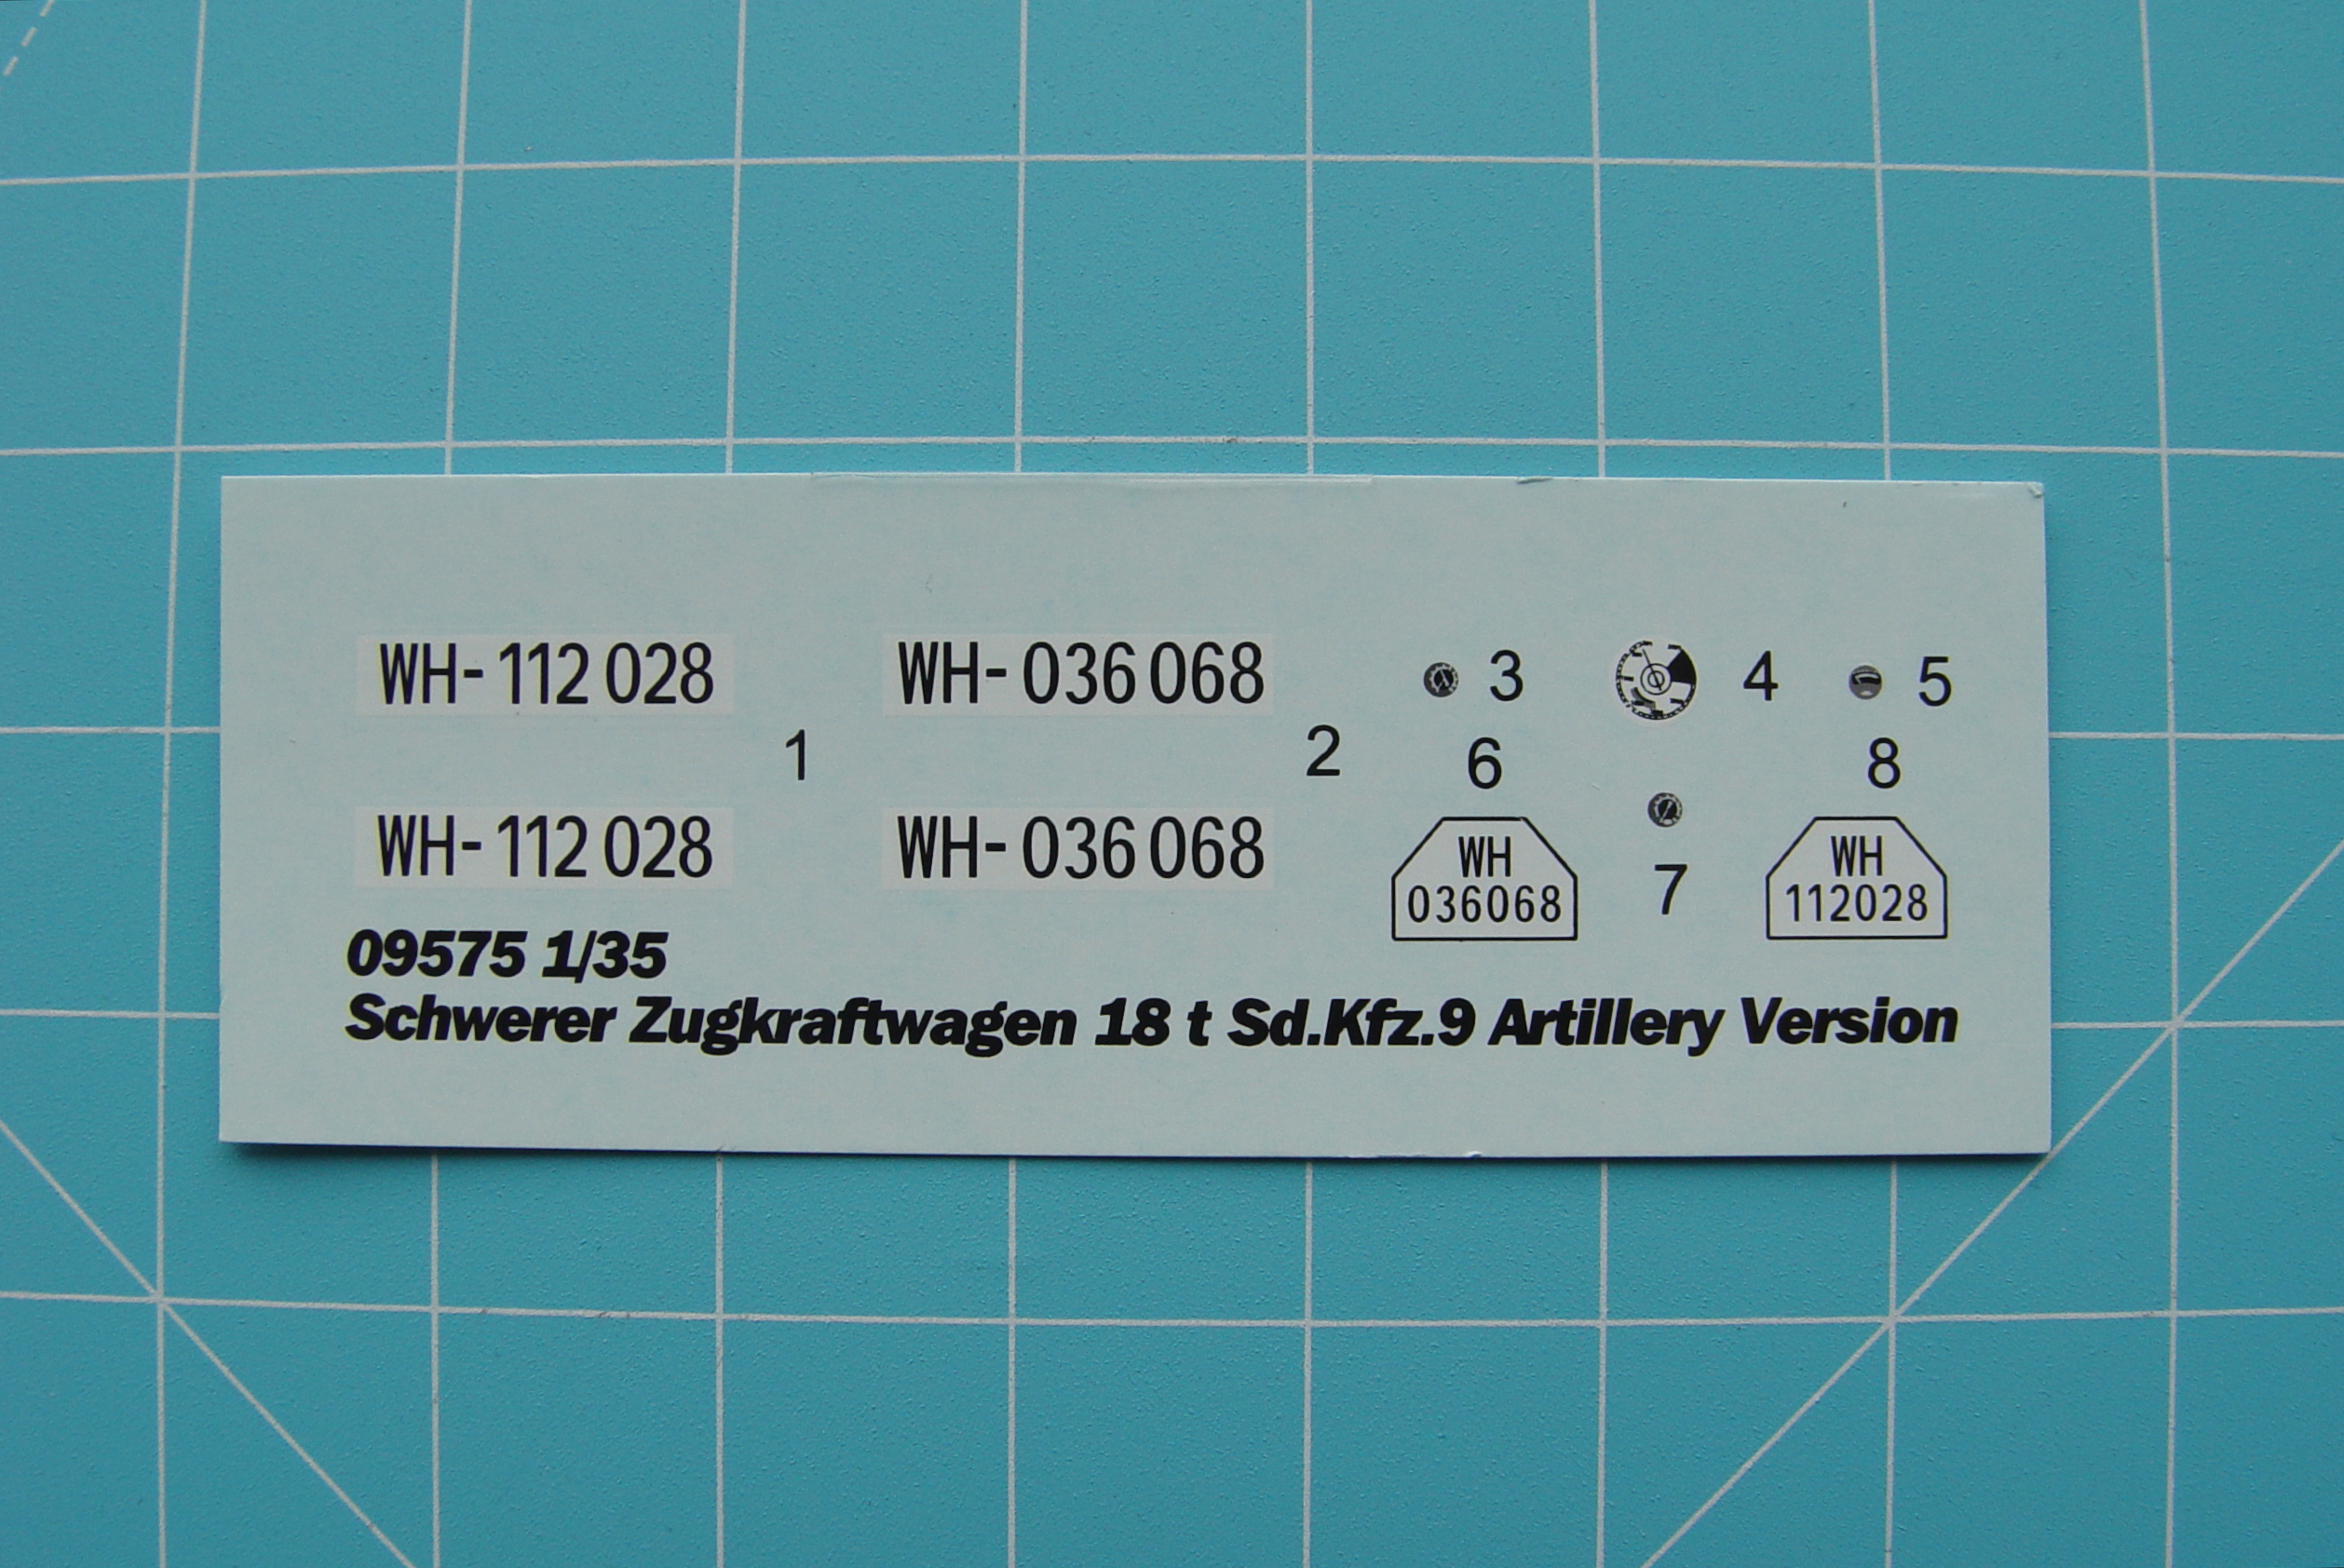 WH- 112 028 WH- 036 068 3 4 5
1 2 6 8
WH- 112 028 WH- 036 068 7
WH
036068
WH
112028
09575 1/35
Schwerer Zugkraftwagen 18 t Sd.Kfz.9 Artillery Version